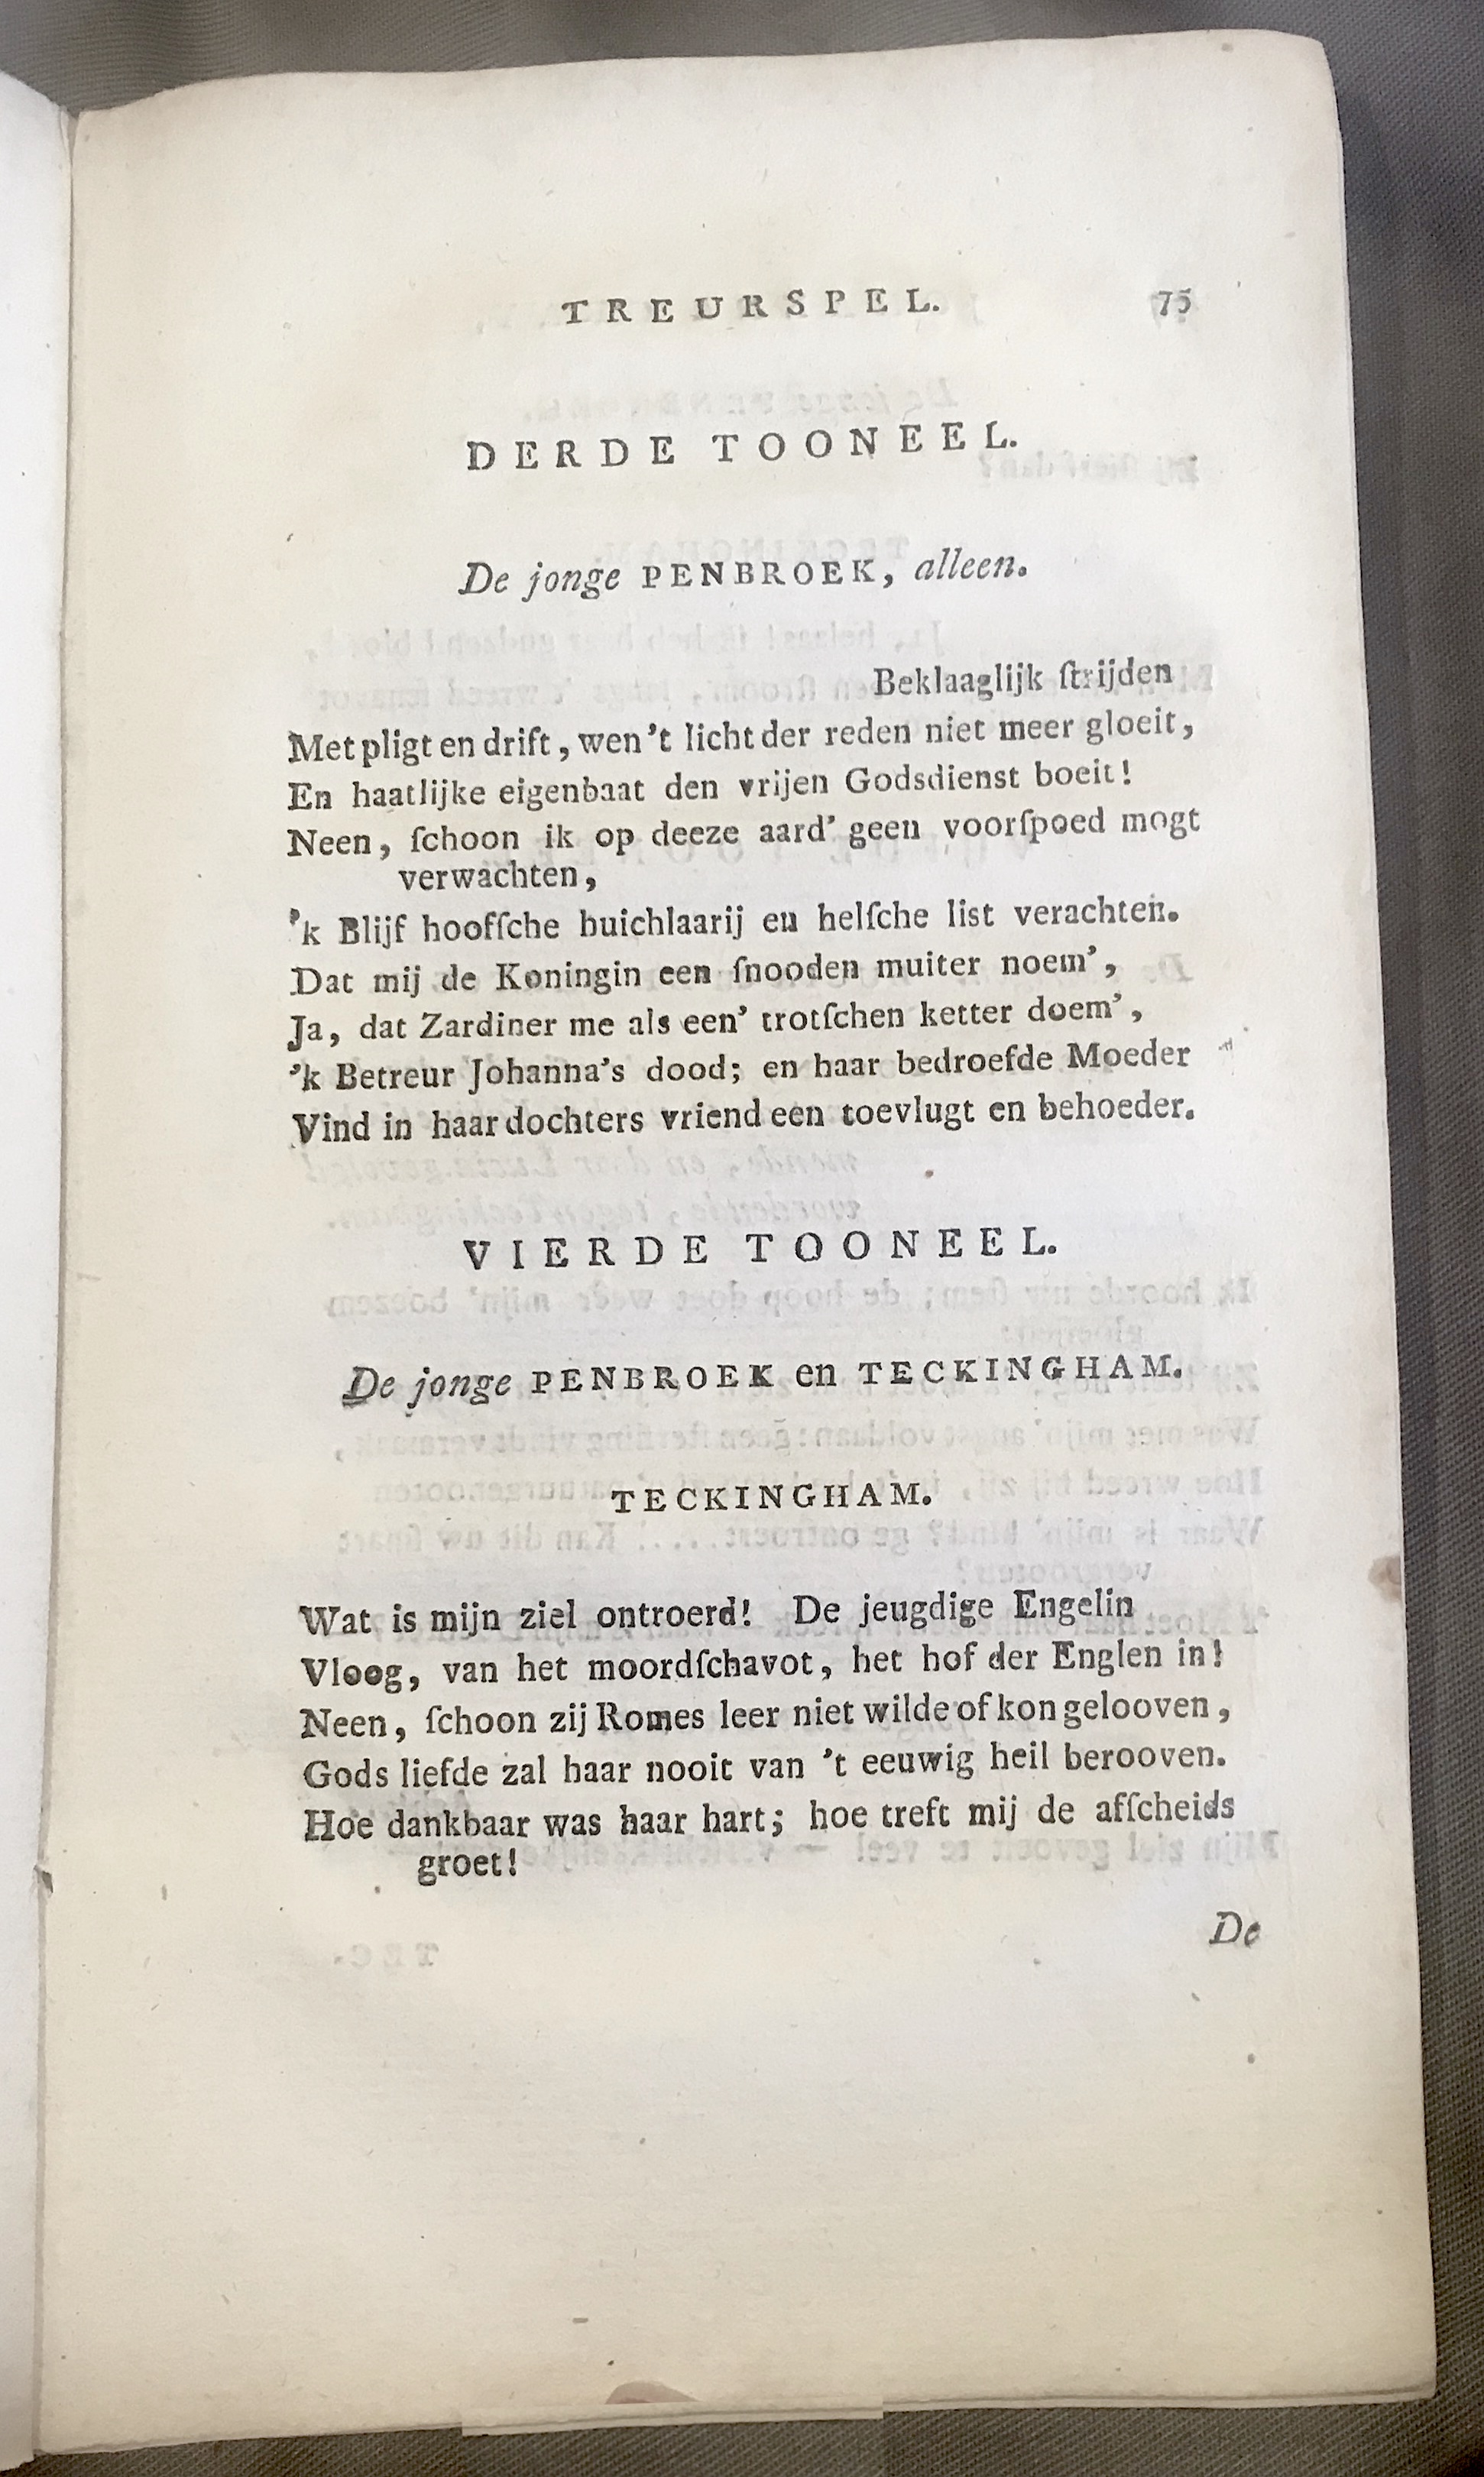 TREURSPEL. 75
DERDE TOONEEL.
De jonge PENBROEK, alleen.
Beklaaglijk ſtrijden
Met pligt en drift, wen 't licht der reden niet meer gloeit,
En haatlijke eigenbaat den vrijen Godsdienst boeit!
Neen, ſchoon ik op deeze aard' geen voorſpoed mogt
verwachten,
'k Blijf hoofſche huichlaarij en helſche list verachten.
Dat mij de Koningin een ſnooden muiter noem',
Ja, dat Zardiner me als een' trotſchen ketter doem',
'k Betreur Johanna's dood; en haar bedroefde Moeder
Vind in haar dochters vriend een toevlugt en behoeder.
VIERDE TOONEEL.
De jonge PENBROEK en TECKINGHAM.
TECKINGHAM.
Wat is mijn ziel ontroerd! De jeugdige Engelin
Vloog, van het moordſchavot, het hof der Englen in!
Neen, ſchoon zij Romes leer niet wilde of kon gelooven,
Gods liefde zal haar nooit van 't eeuwig heil berooven.
Hoe dankbaar was haar hart; hoe treft mij de afſcheids
groet!
De